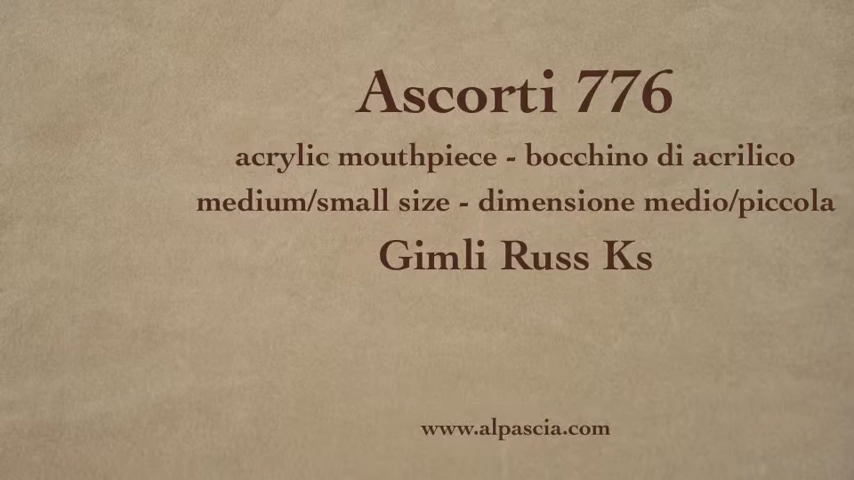 Ascorti 776
acrylic mouthpiece - bocchino di acrilico
medium/small size - dimensione medio/piccola
Gimli Russ Ks
www.alpascia.com